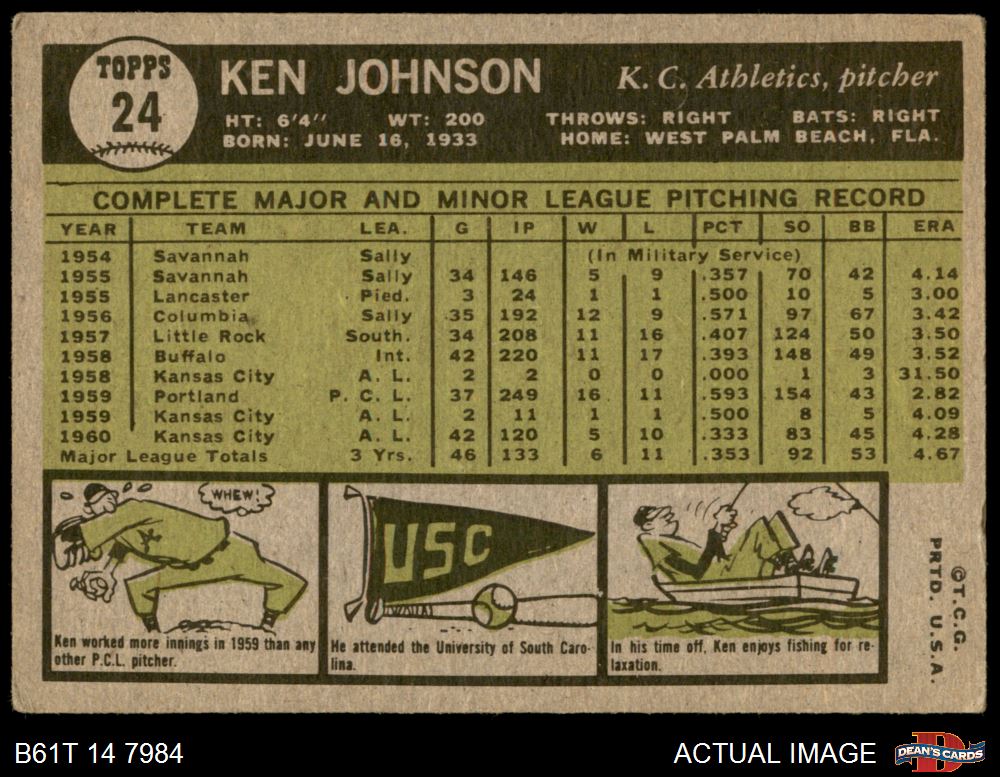 TOPPS
24
KEN JOHNSON K. C. Athletics, pitcher
HT: 6'4" WT: 200 THROWS: RIGHT BATS: RIGHT
BORN: JUNE 16, 1933 HOME: WEST PALM BEACH, FLA.
COMPLETE MAJOR AND MINOR LEAGUE PITCHING RECORD
YEAR TEAM LEA. G IP W L PCT SO BB ERA
1954 Savannah Sally (In Military Service)
1955 Savannah Sally 34 146 5 9 .357 70 42 4.14
1955 Lancaster Pied. 3 24 1 1 .500 10 5 3.00
1956 Columbia Sally 35 192 12 9 .571 97 67 3.42
1957 Little Rock South. 34 208 11 16 .407 124 50 3.50
1958 Buffalo Int. 42 220 11 17 .393 148 49 3.52
1958 Kansas City A. L. 2 2 0 0 .000 1 3 31.50
1959 Portland P. C. L. 37 249 16 11 .593 154 43 2.82
1959 Kansas City A. L. 2 11 1 1 .500 8 5 4.09
1960 Kansas City A. L. 42 120 5 10 .333 83 45 4.28
Major League Totals 3 Yrs. 46 133 6 11 .353 92 53 4.67
WHEW!
Ken worked more innings in 1959 than any
other P.C.L. pitcher.
USC
He attended the University of South Caro-
lina.
In his time off, Ken enjoys fishing for re-
laxation.
©T.C.G.
PRTD. U.S.A.
B61T 14 7984 ACTUAL IMAGE
D
DEAN'S CARDS